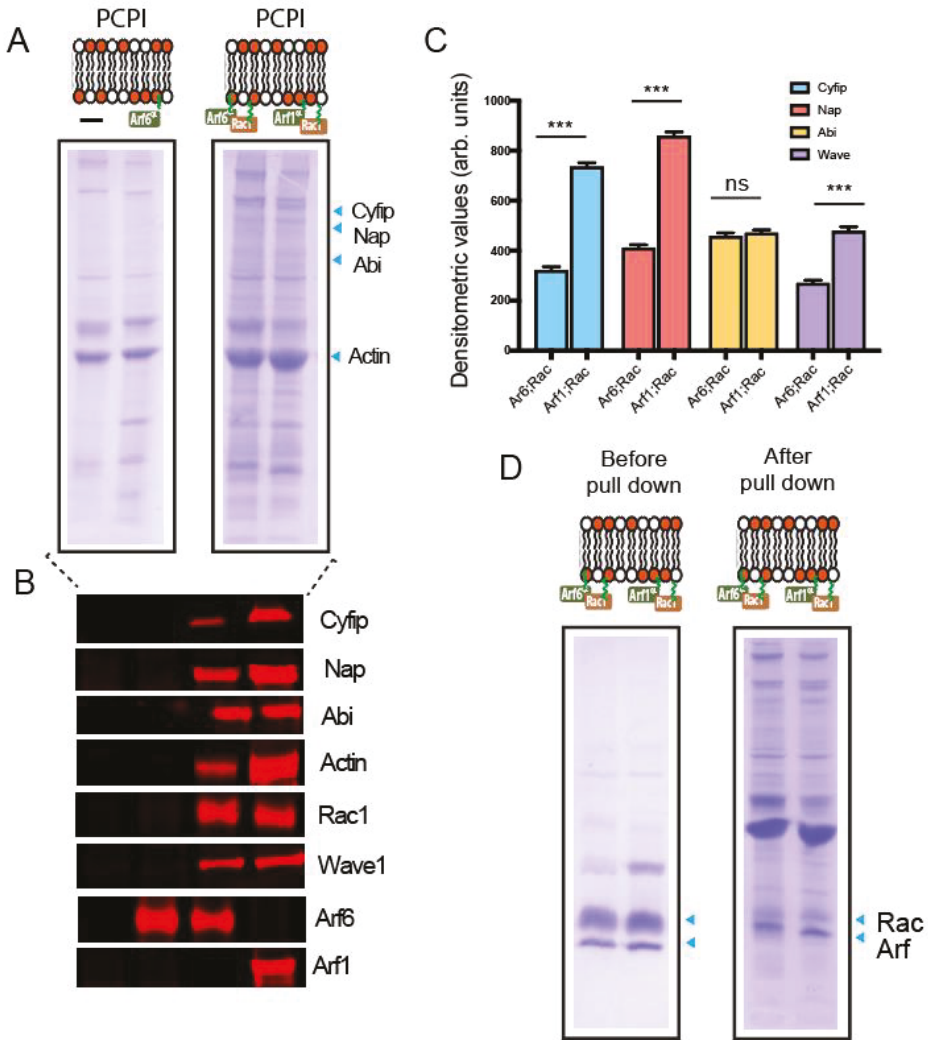 A
PCPI
PCPI
Arf6
Arf6
Rac1
Arf1
Rac1
Cyfip
Nap
Abi
Actin
B
Cyfip
Nap
Abi
Actin
Rac1
Wave1
Arf6
Arf1
C
Densitometric values (arb. units)
1000
800
600
400
200
0
***
***
ns
***
Cyfip
Nap
Abi
Wave
Ar6;Rac
Arf1;Rac
Ar6;Rac
Arf1;Rac
Ar6;Rac
Arf1;Rac
Ar6;Rac
Arf1;Rac
D
Before
pull down
After
pull down
Arf6
Rac1
Arf1
Rac1
Arf6
Rac1
Arf1
Rac1
Rac
Arf